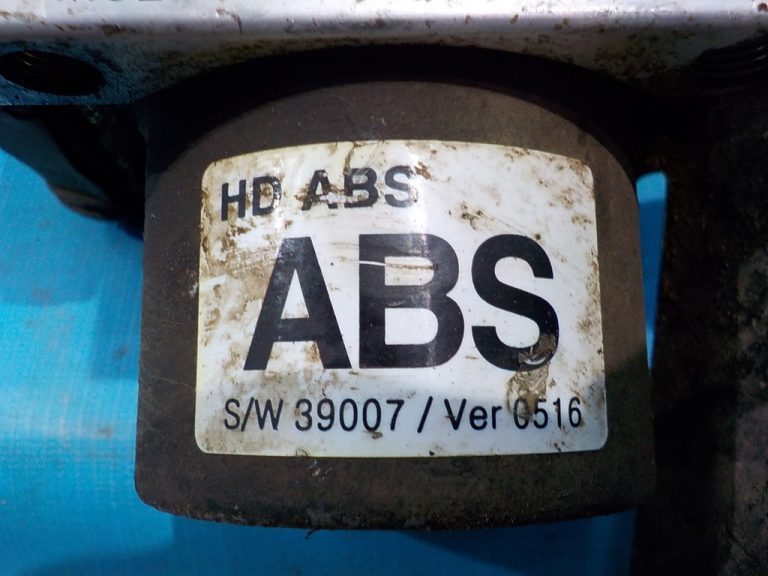 HD ABS
ABS
S/W 39007 / Ver 0516